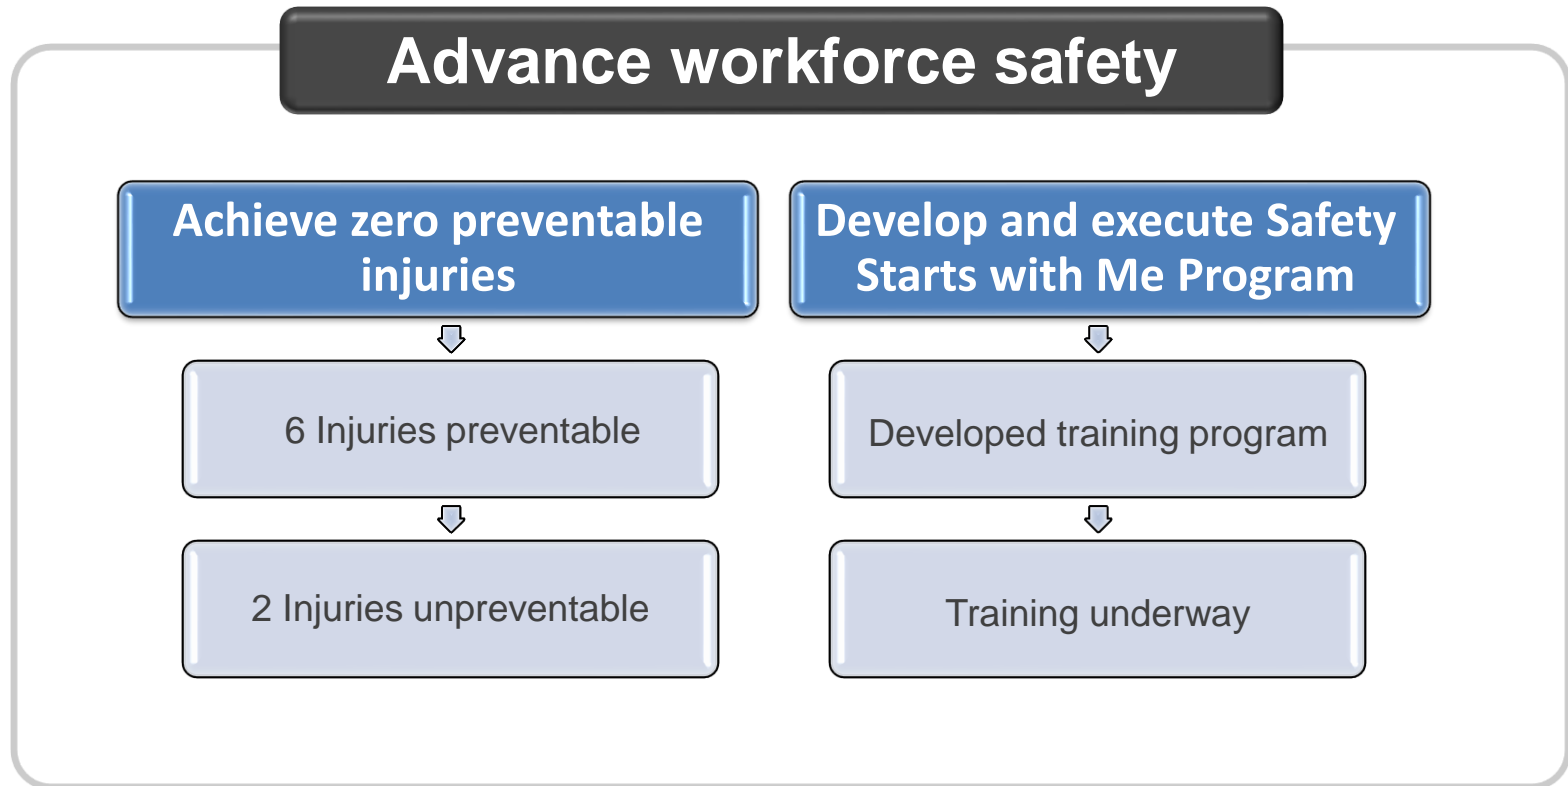 Advance workforce safety
Achieve zero preventable
injuries
6 Injuries preventable
2 Injuries unpreventable
Develop and execute Safety
Starts with Me Program
Developed training program
Training underway